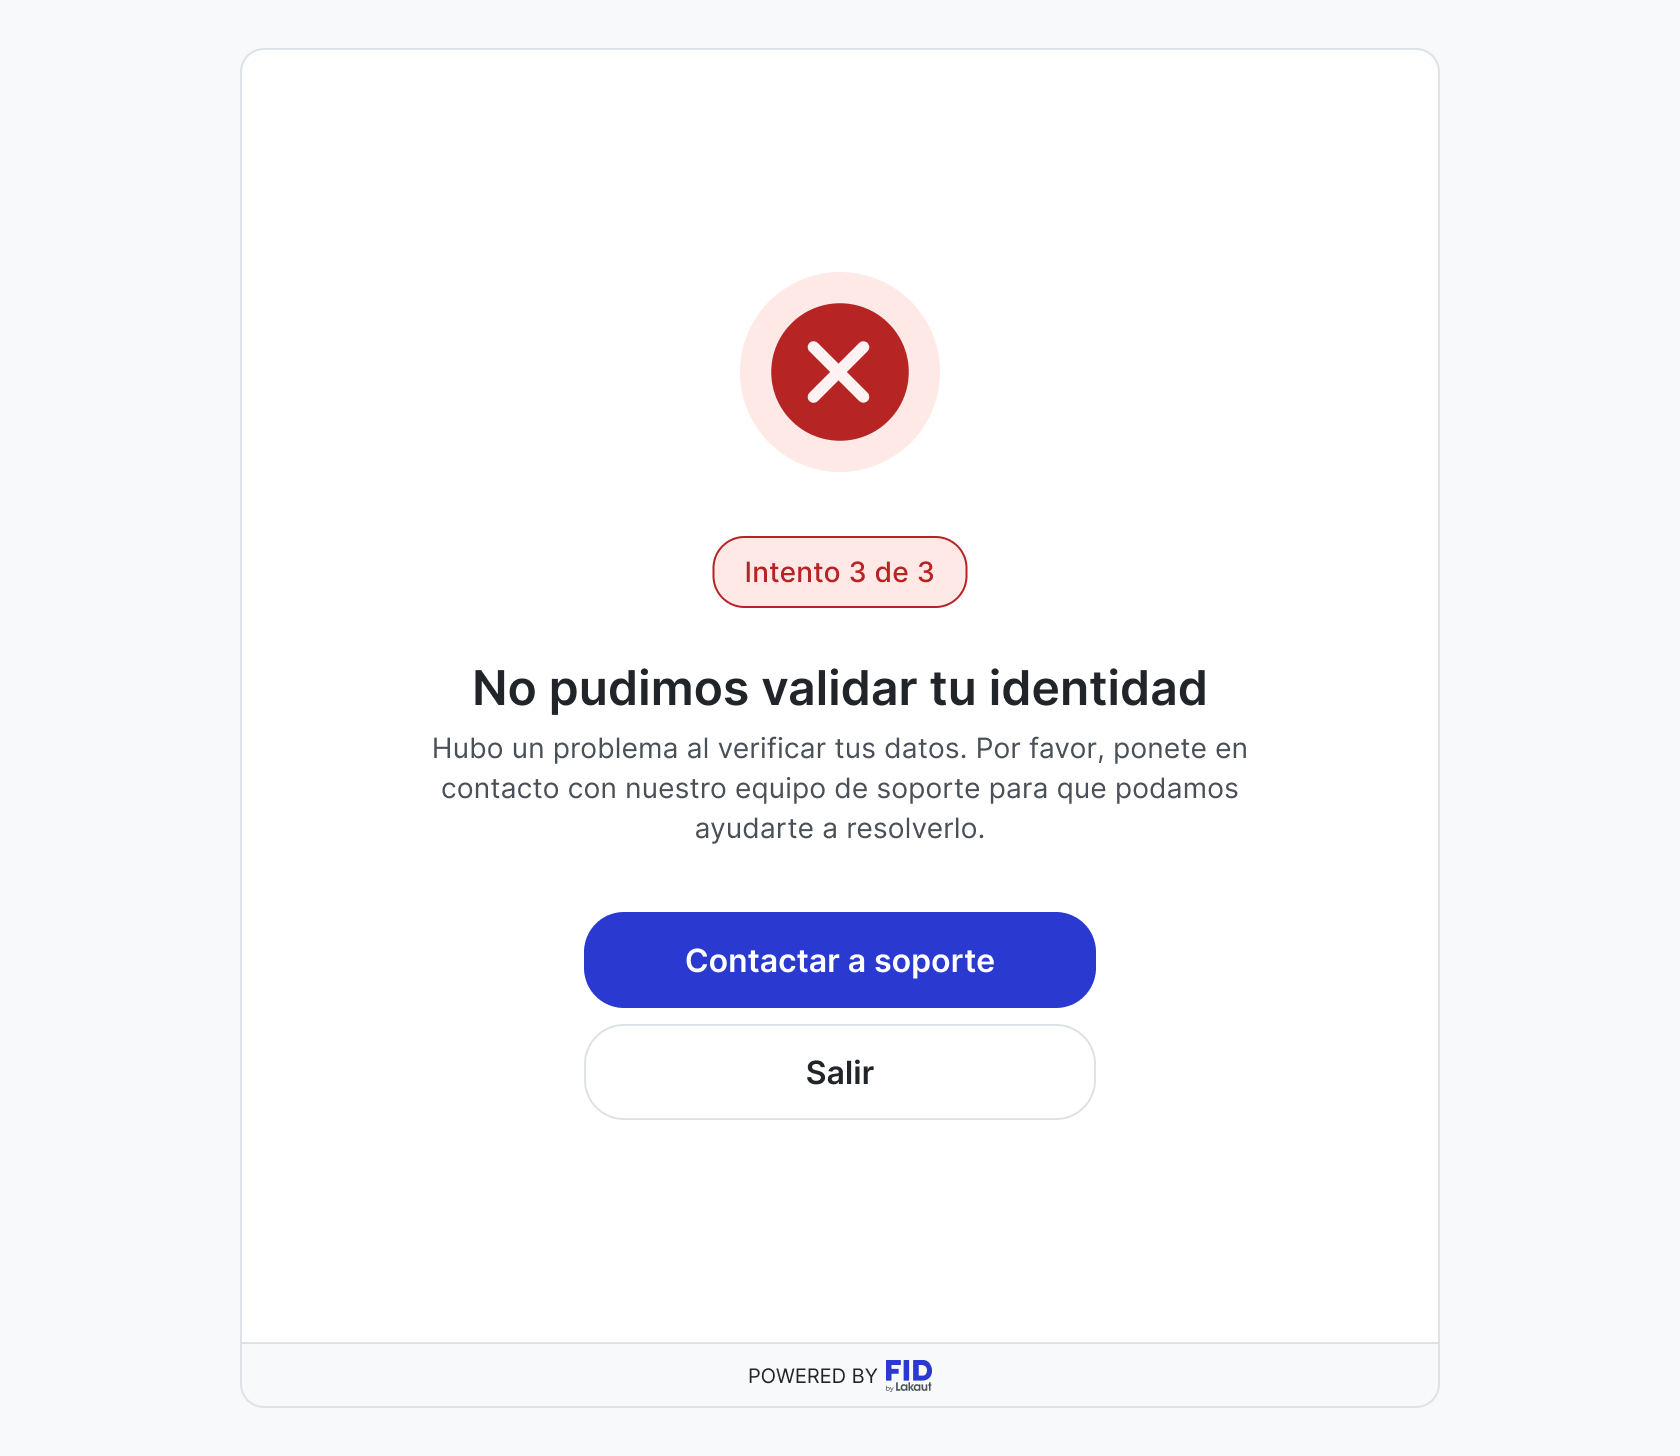 Intento 3 de 3
No pudimos validar tu identidad
Hubo un problema al verificar tus datos. Por favor, ponete en
contacto con nuestro equipo de soporte para que podamos
ayudarte a resolverlo.
Contactar a soporte
Salir
POWERED BY FID
by Lakaut